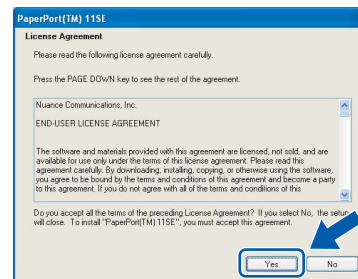 PaperPort(TM) 11SE
License Agreement
Please read the following license agreement carefully.
Press the PAGE DOWN key to see the rest of the agreement.
Nuance Communications, Inc.
END-USER LICENSE AGREEMENT
The software and materials provided with this agreement are licensed, not sold, and are
available for use only under the terms of this license agreement. Please read this
agreement carefully. By downloading, installing, copying, or otherwise using the software,
you agree to be bound by the terms and conditions of this agreement and become a party
to this agreement. If you do not agree with all of the terms and conditions of this
Do you accept all the terms of the preceding License Agreement? If you select No, the setup
will close. To install "PaperPort(TM) 11SE", you must accept this agreement.
Yes
No